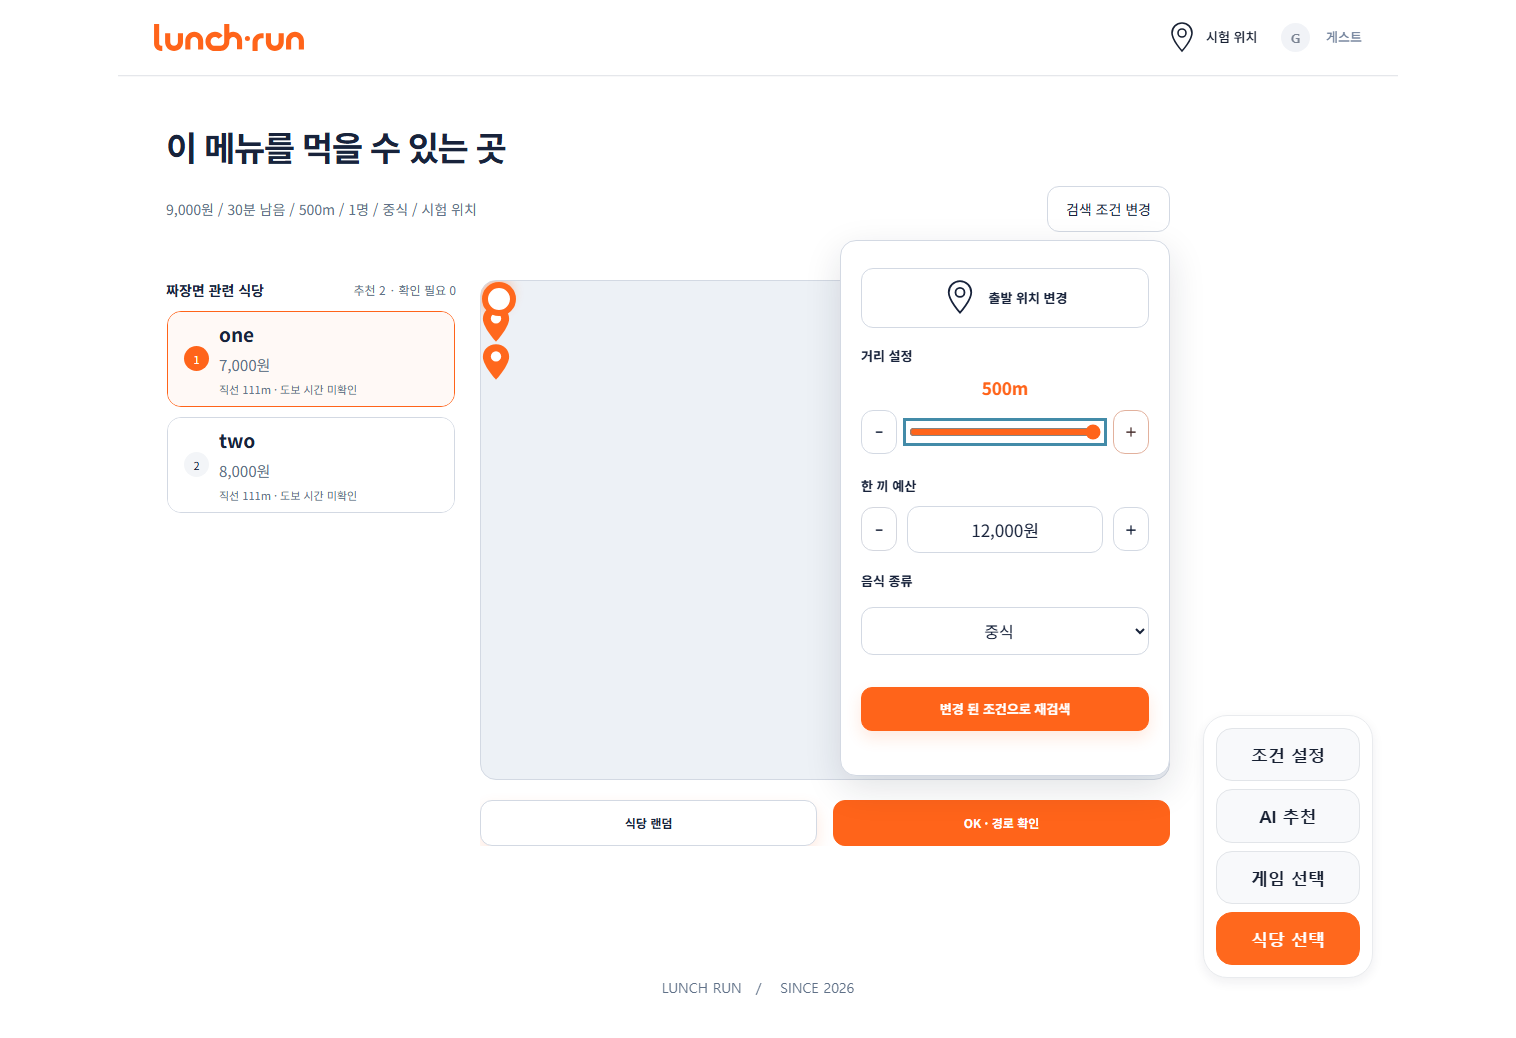 lunch·run
시험 위치
G
게스트
이 메뉴를 먹을 수 있는 곳
9,000원 / 30분 남음 / 500m / 1명 / 중식 / 시험 위치
검색 조건 변경
짜장면 관련 식당
추천 2 · 확인 필요 0
1
one
7,000원
직선 111m · 도보 시간 미확인
2
two
8,000원
직선 111m · 도보 시간 미확인
출발 위치 변경
거리 설정
500m
-
+
한 끼 예산
-
12,000원
+
음식 종류
중식
변경 된 조건으로 재검색
식당 랜덤
OK · 경로 확인
조건 설정
AI 추천
게임 선택
식당 선택
LUNCH RUN / SINCE 2026